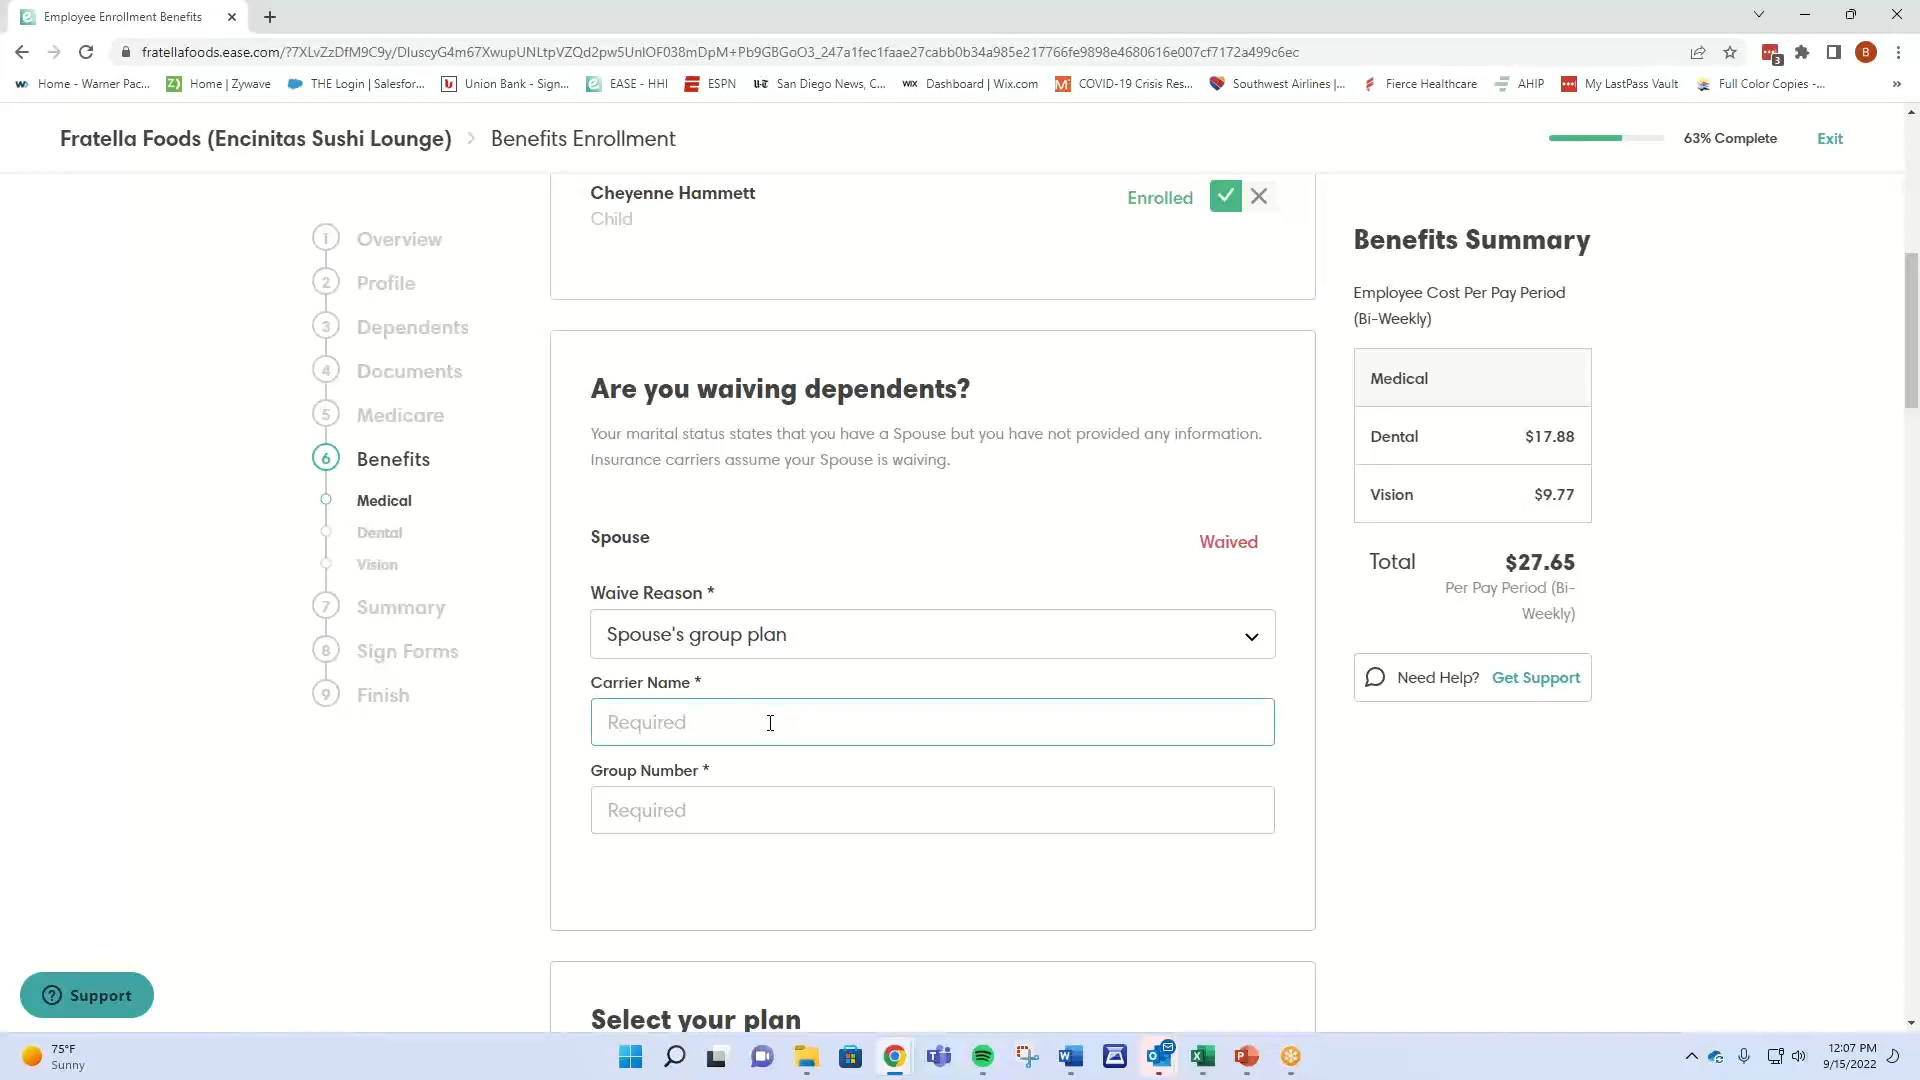 Employee Enrollment Benefits
fratellafoods.ease.com/?7XLvZzDfM9C9y/DIuscyG4m67XwupUNLtpVZQd2pw5UnIOF038mDpM+Pb9GBGoO3_247a1fec1faae27cabb0b34a985e217766fe9898e4680616e007cf7172a499c6ec
3
B
Home - Warner Pac...
Home | Zywave
THE Login | Salesfor...
Union Bank - Sign...
EASE - HHI
ESPN
San Diego News, C...
Dashboard | Wix.com
COVID-19 Crisis Res...
Southwest Airlines |...
Fierce Healthcare
AHIP
My LastPass Vault
Full Color Copies -...
»
Fratella Foods (Encinitas Sushi Lounge) > Benefits Enrollment
63% Complete
Exit
1 Overview
2 Profile
3 Dependents
4 Documents
5 Medicare
6 Benefits
Medical
Dental
Vision
7 Summary
8 Sign Forms
9 Finish
Cheyenne Hammett
Child
Enrolled
Are you waiving dependents?
Your marital status states that you have a Spouse but you have not provided any information.
Insurance carriers assume your Spouse is waiving.
Spouse
Waived
Waive Reason *
Spouse's group plan
Carrier Name *
Required
Group Number *
Required
Select your plan
Benefits Summary
Employee Cost Per Pay Period
(Bi-Weekly)
Medical
Dental $17.88
Vision $9.77
Total $27.65
Per Pay Period (Bi-
Weekly)
Need Help? Get Support
Support
75°F
Sunny
12:07 PM
9/15/2022